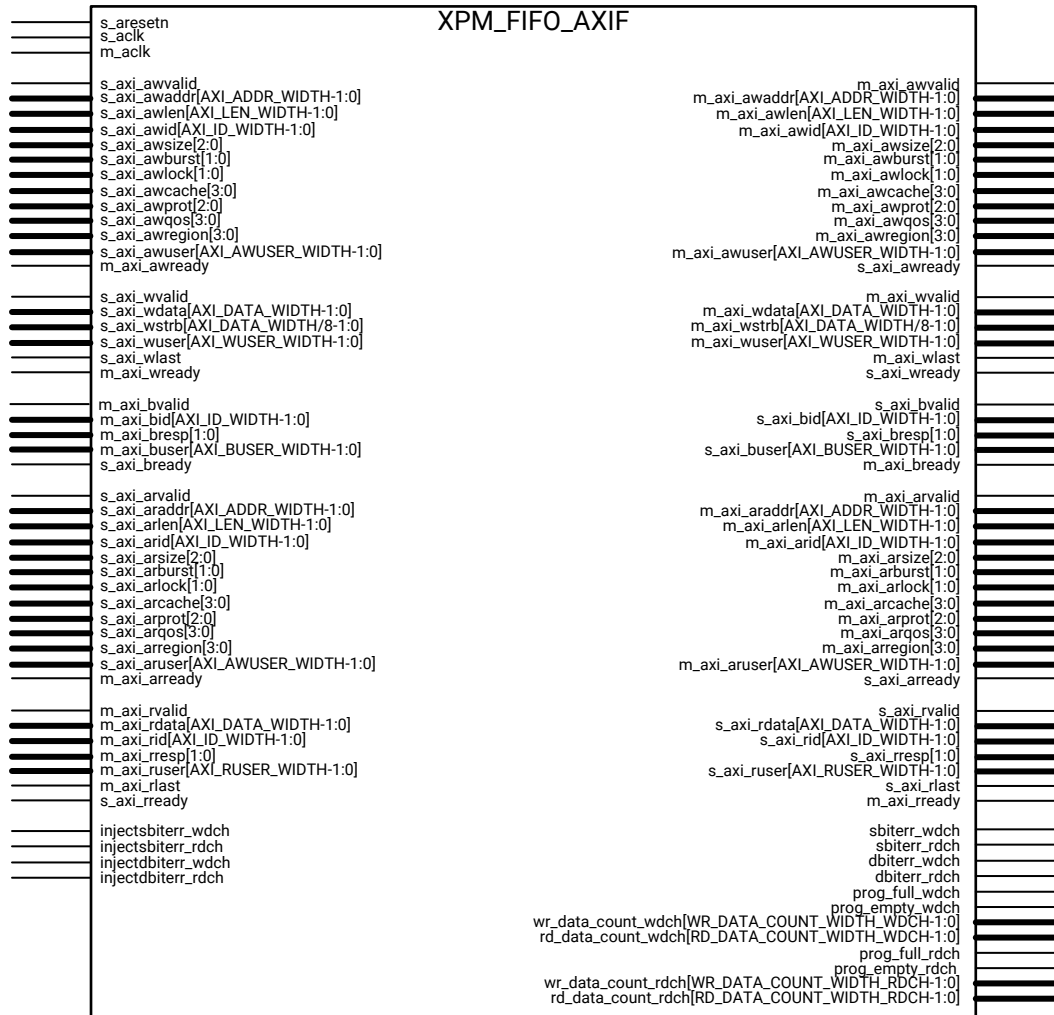 XPM_FIFO_AXIF
s_aresetn
s_aclk
m_aclk
s_axi_awvalid
s_axi_awaddr[AXI_ADDR_WIDTH-1:0]
s_axi_awlen[AXI_LEN_WIDTH-1:0]
s_axi_awid[AXI_ID_WIDTH-1:0]
s_axi_awsize[2:0]
s_axi_awburst[1:0]
s_axi_awlock[1:0]
s_axi_awcache[3:0]
s_axi_awprot[2:0]
s_axi_awqos[3:0]
s_axi_awregion[3:0]
s_axi_awuser[AXI_AWUSER_WIDTH-1:0]
m_axi_awready
s_axi_wvalid
s_axi_wdata[AXI_DATA_WIDTH-1:0]
s_axi_wstrb[AXI_DATA_WIDTH/8-1:0]
s_axi_wuser[AXI_WUSER_WIDTH-1:0]
s_axi_wlast
m_axi_wready
m_axi_bvalid
m_axi_bid[AXI_ID_WIDTH-1:0]
m_axi_bresp[1:0]
m_axi_buser[AXI_BUSER_WIDTH-1:0]
s_axi_bready
s_axi_arvalid
s_axi_araddr[AXI_ADDR_WIDTH-1:0]
s_axi_arlen[AXI_LEN_WIDTH-1:0]
s_axi_arid[AXI_ID_WIDTH-1:0]
s_axi_arsize[2:0]
s_axi_arburst[1:0]
s_axi_arlock[1:0]
s_axi_arcache[3:0]
s_axi_arprot[2:0]
s_axi_arqos[3:0]
s_axi_arregion[3:0]
s_axi_aruser[AXI_AWUSER_WIDTH-1:0]
m_axi_arready
m_axi_rvalid
m_axi_rdata[AXI_DATA_WIDTH-1:0]
m_axi_rid[AXI_ID_WIDTH-1:0]
m_axi_rresp[1:0]
m_axi_ruser[AXI_RUSER_WIDTH-1:0]
m_axi_rlast
s_axi_rready
injectsbiterr_wdch
injectsbiterr_rdch
injectdbiterr_wdch
injectdbiterr_rdch
m_axi_awvalid
m_axi_awaddr[AXI_ADDR_WIDTH-1:0]
m_axi_awlen[AXI_LEN_WIDTH-1:0]
m_axi_awid[AXI_ID_WIDTH-1:0]
m_axi_awsize[2:0]
m_axi_awburst[1:0]
m_axi_awlock[1:0]
m_axi_awcache[3:0]
m_axi_awprot[2:0]
m_axi_awqos[3:0]
m_axi_awregion[3:0]
m_axi_awuser[AXI_AWUSER_WIDTH-1:0]
s_axi_awready
m_axi_wvalid
m_axi_wdata[AXI_DATA_WIDTH-1:0]
m_axi_wstrb[AXI_DATA_WIDTH/8-1:0]
m_axi_wuser[AXI_WUSER_WIDTH-1:0]
m_axi_wlast
s_axi_wready
s_axi_bvalid
s_axi_bid[AXI_ID_WIDTH-1:0]
s_axi_bresp[1:0]
s_axi_buser[AXI_BUSER_WIDTH-1:0]
m_axi_bready
m_axi_arvalid
m_axi_araddr[AXI_ADDR_WIDTH-1:0]
m_axi_arlen[AXI_LEN_WIDTH-1:0]
m_axi_arid[AXI_ID_WIDTH-1:0]
m_axi_arsize[2:0]
m_axi_arburst[1:0]
m_axi_arlock[1:0]
m_axi_arcache[3:0]
m_axi_arprot[2:0]
m_axi_arqos[3:0]
m_axi_arregion[3:0]
m_axi_aruser[AXI_AWUSER_WIDTH-1:0]
s_axi_arready
s_axi_rvalid
s_axi_rdata[AXI_DATA_WIDTH-1:0]
s_axi_rid[AXI_ID_WIDTH-1:0]
s_axi_rresp[1:0]
s_axi_ruser[AXI_RUSER_WIDTH-1:0]
s_axi_rlast
m_axi_rready
sbiterr_wdch
sbiterr_rdch
dbiterr_wdch
dbiterr_rdch
prog_full_wdch
prog_empty_wdch
wr_data_count_wdch[WR_DATA_COUNT_WIDTH_WDCH-1:0]
rd_data_count_wdch[RD_DATA_COUNT_WIDTH_WDCH-1:0]
prog_full_rdch
prog_empty_rdch
wr_data_count_rdch[WR_DATA_COUNT_WIDTH_RDCH-1:0]
rd_data_count_rdch[RD_DATA_COUNT_WIDTH_RDCH-1:0]